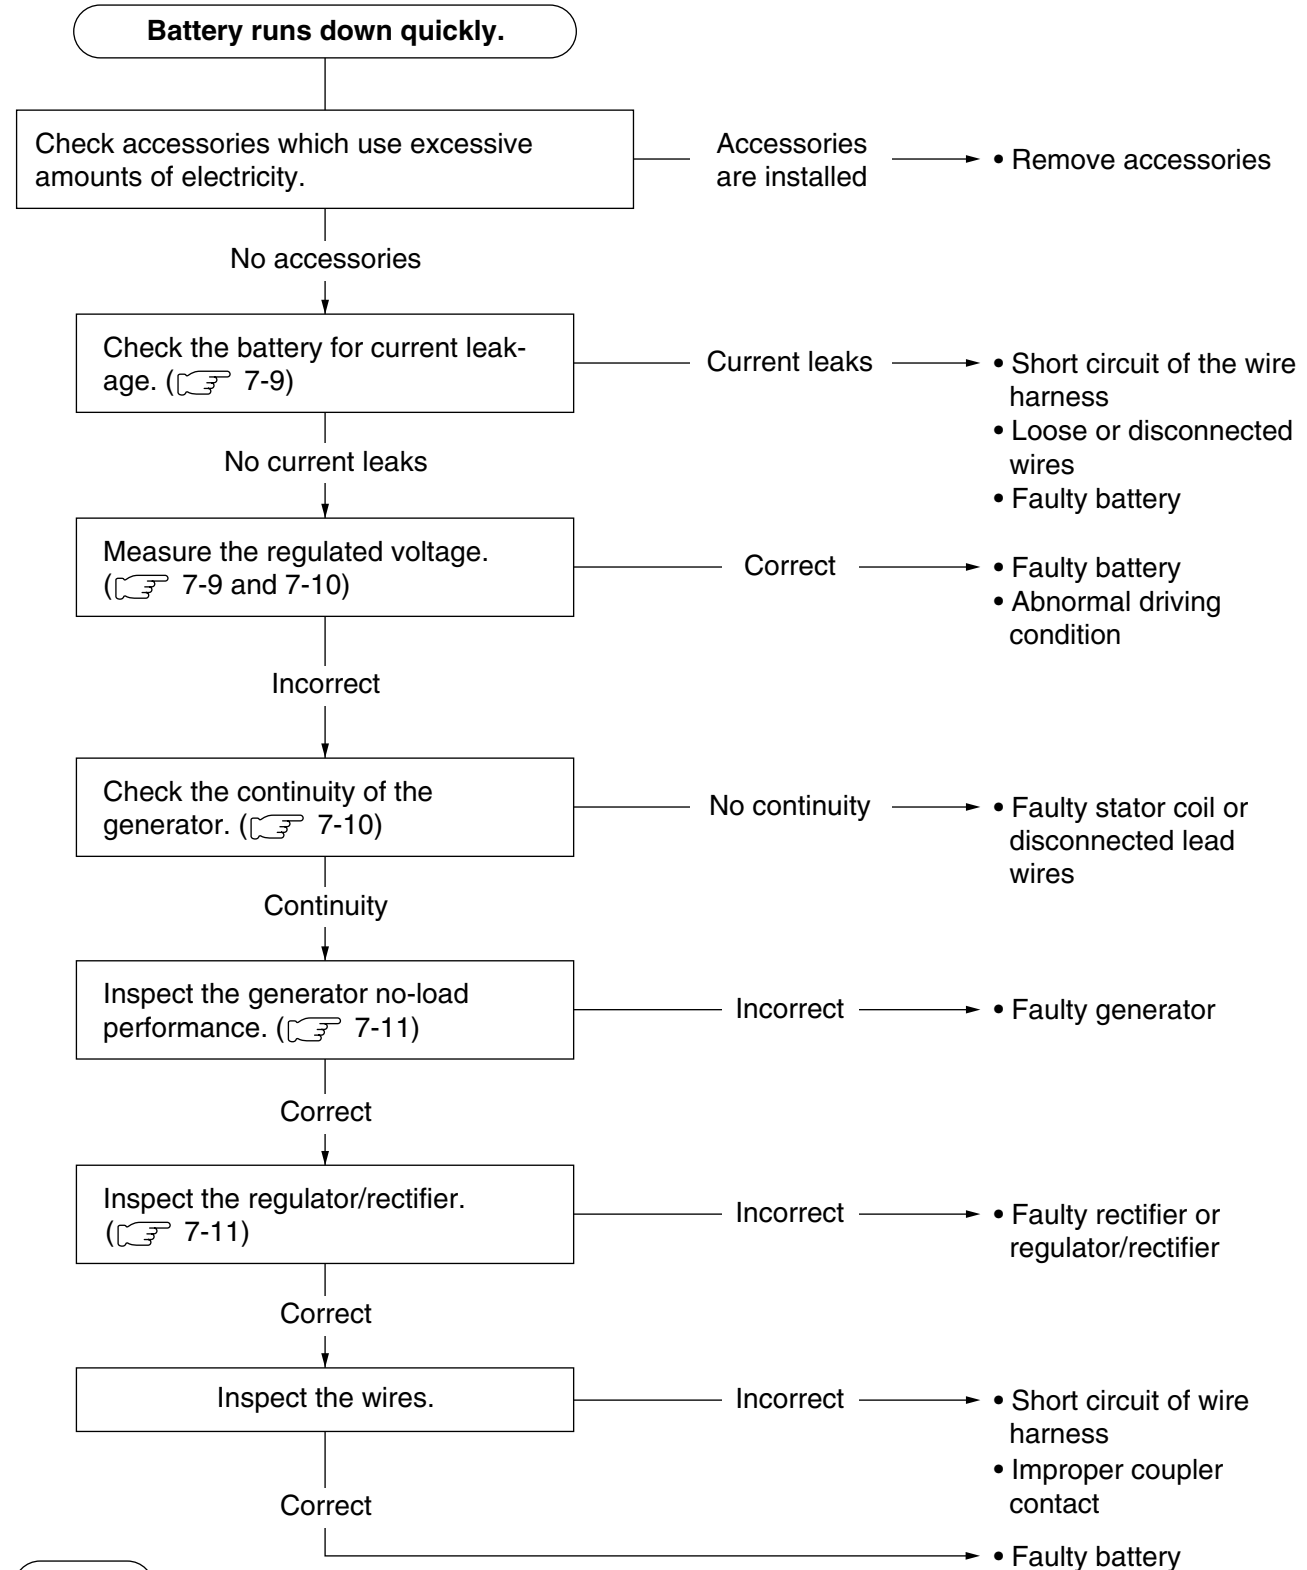 Battery runs down quickly.
Check accessories which use excessive
amounts of electricity.
Accessories
are installed
• Remove accessories
No accessories
Check the battery for current leak-
age. (☞ 7-9)
Current leaks
• Short circuit of the wire
harness
• Loose or disconnected
wires
• Faulty battery
No current leaks
Measure the regulated voltage.
(☞ 7-9 and 7-10)
Correct
• Faulty battery
• Abnormal driving
condition
Incorrect
Check the continuity of the
generator. (☞ 7-10)
No continuity
• Faulty stator coil or
disconnected lead
wires
Continuity
Inspect the generator no-load
performance. (☞ 7-11)
Incorrect
• Faulty generator
Correct
Inspect the regulator/rectifier.
(☞ 7-11)
Incorrect
• Faulty rectifier or
regulator/rectifier
Correct
Inspect the wires.
Incorrect
• Short circuit of wire
harness
• Improper coupler
contact
Correct
• Faulty battery